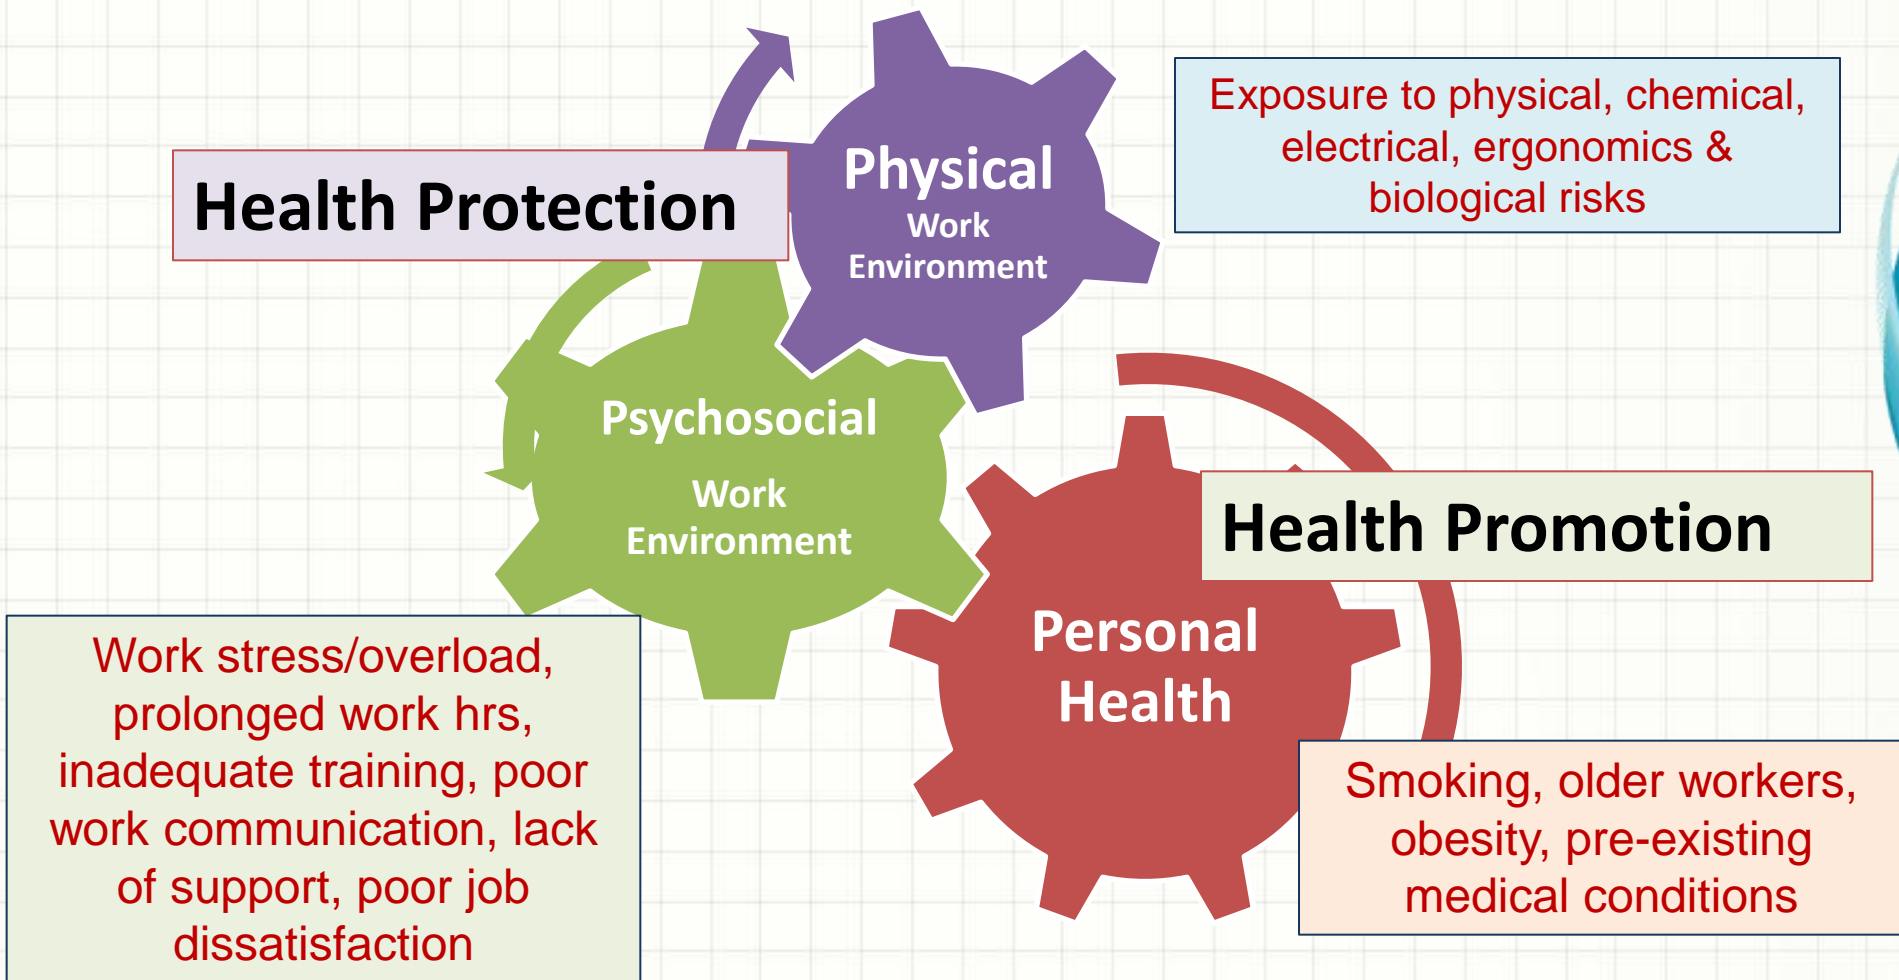 Physical
Work
Environment
Exposure to physical, chemical,
electrical, ergonomics &
biological risks
Health Protection
Psychosocial
Work
Environment
Health Promotion
Personal
Health
Work stress/overload,
prolonged work hrs,
inadequate training, poor
work communication, lack
of support, poor job
dissatisfaction
Smoking, older workers,
obesity, pre-existing
medical conditions